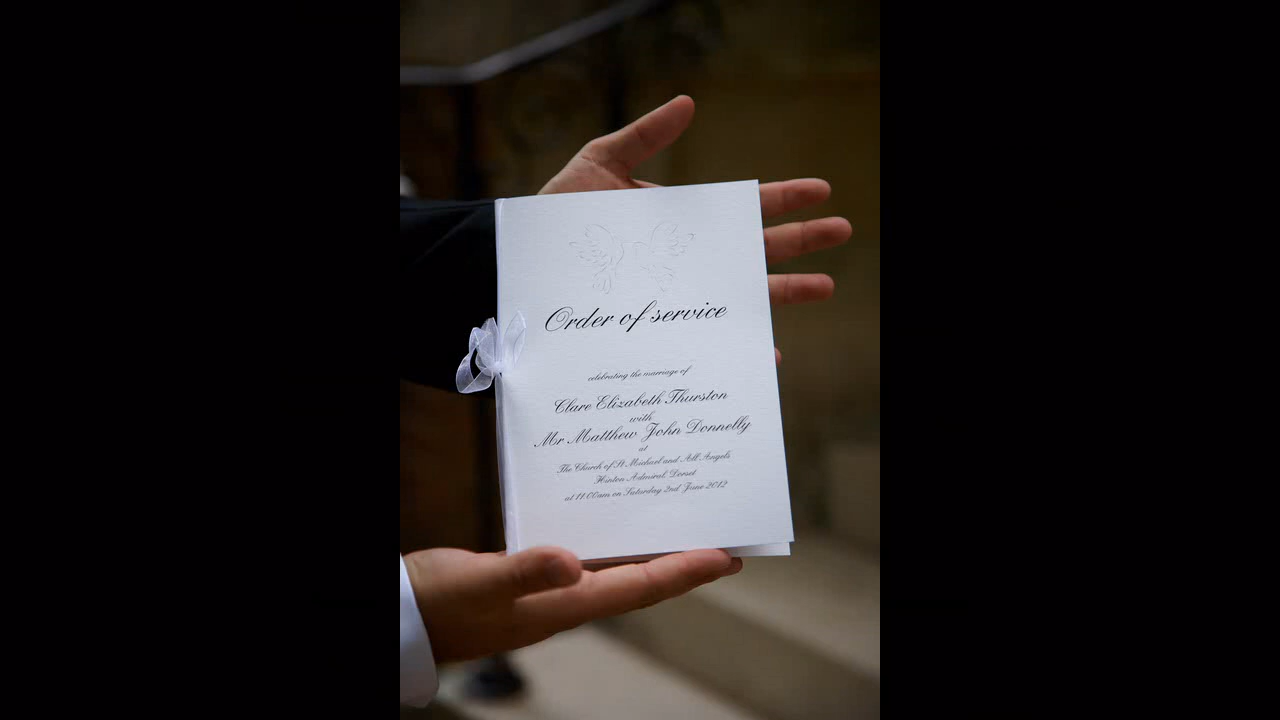 Order of service
celebrating the marriage of
Clare Elizabeth Thurston
with
Mr Matthew John Donnelly
at
The Church of St Michael and All Angels
Hinton Admiral, Dorset
at 11.00am on Saturday 2nd June 2012